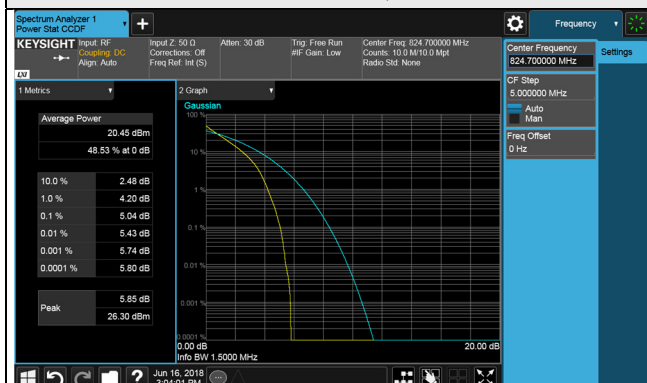 Spectrum Analyzer 1
Power Stat CCDF
Frequency
KEYSIGHT
Input: RF
Coupling: DC
Align: Auto
Input Z: 50 Ω
Corrections: Off
Freq Ref: Int (S)
Atten: 30 dB
Trig: Free Run
#IF Gain: Low
Center Freq: 824.700000 MHz
Counts: 10.0 M/10.0 Mpt
Radio Std: None
LXI
Center Frequency
824.700000 MHz
Settings
CF Step
5.000000 MHz
Auto
Man
Freq Offset
0 Hz
1 Metrics
Average Power
20.45 dBm
48.53 % at 0 dB
10.0 % 2.48 dB
1.0 % 4.20 dB
0.1 % 5.04 dB
0.01 % 5.43 dB
0.001 % 5.74 dB
0.0001 % 5.80 dB
Peak
5.85 dB
26.30 dBm
2 Graph
Gaussian
100 %
10 %
1 %
0.1 %
0.01 %
0.001 %
0.0001 %
0.00 dB
20.00 dB
Info BW 1.5000 MHz
Jun 16, 2018
3:04:01 PM